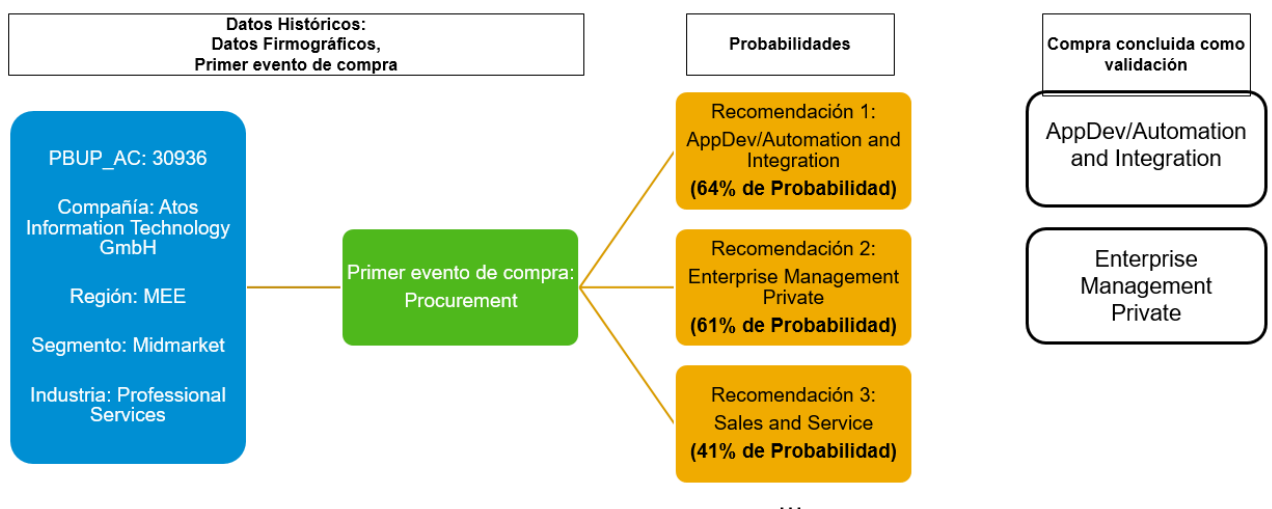 Datos Históricos:
Datos Firmográficos,
Primer evento de compra
Probabilidades
Compra concluida como
validación
PBUP_AC: 30936
Compañía: Atos
Information Technology
GmbH
Región: MEE
Segmento: Midmarket
Industria: Professional
Services
Primer evento de compra:
Procurement
Recomendación 1:
AppDev/Automation and
Integration
(64% de Probabilidad)
Recomendación 2:
Enterprise Management
Private
(61% de Probabilidad)
Recomendación 3:
Sales and Service
(41% de Probabilidad)
...
AppDev/Automation
and Integration
Enterprise
Management
Private